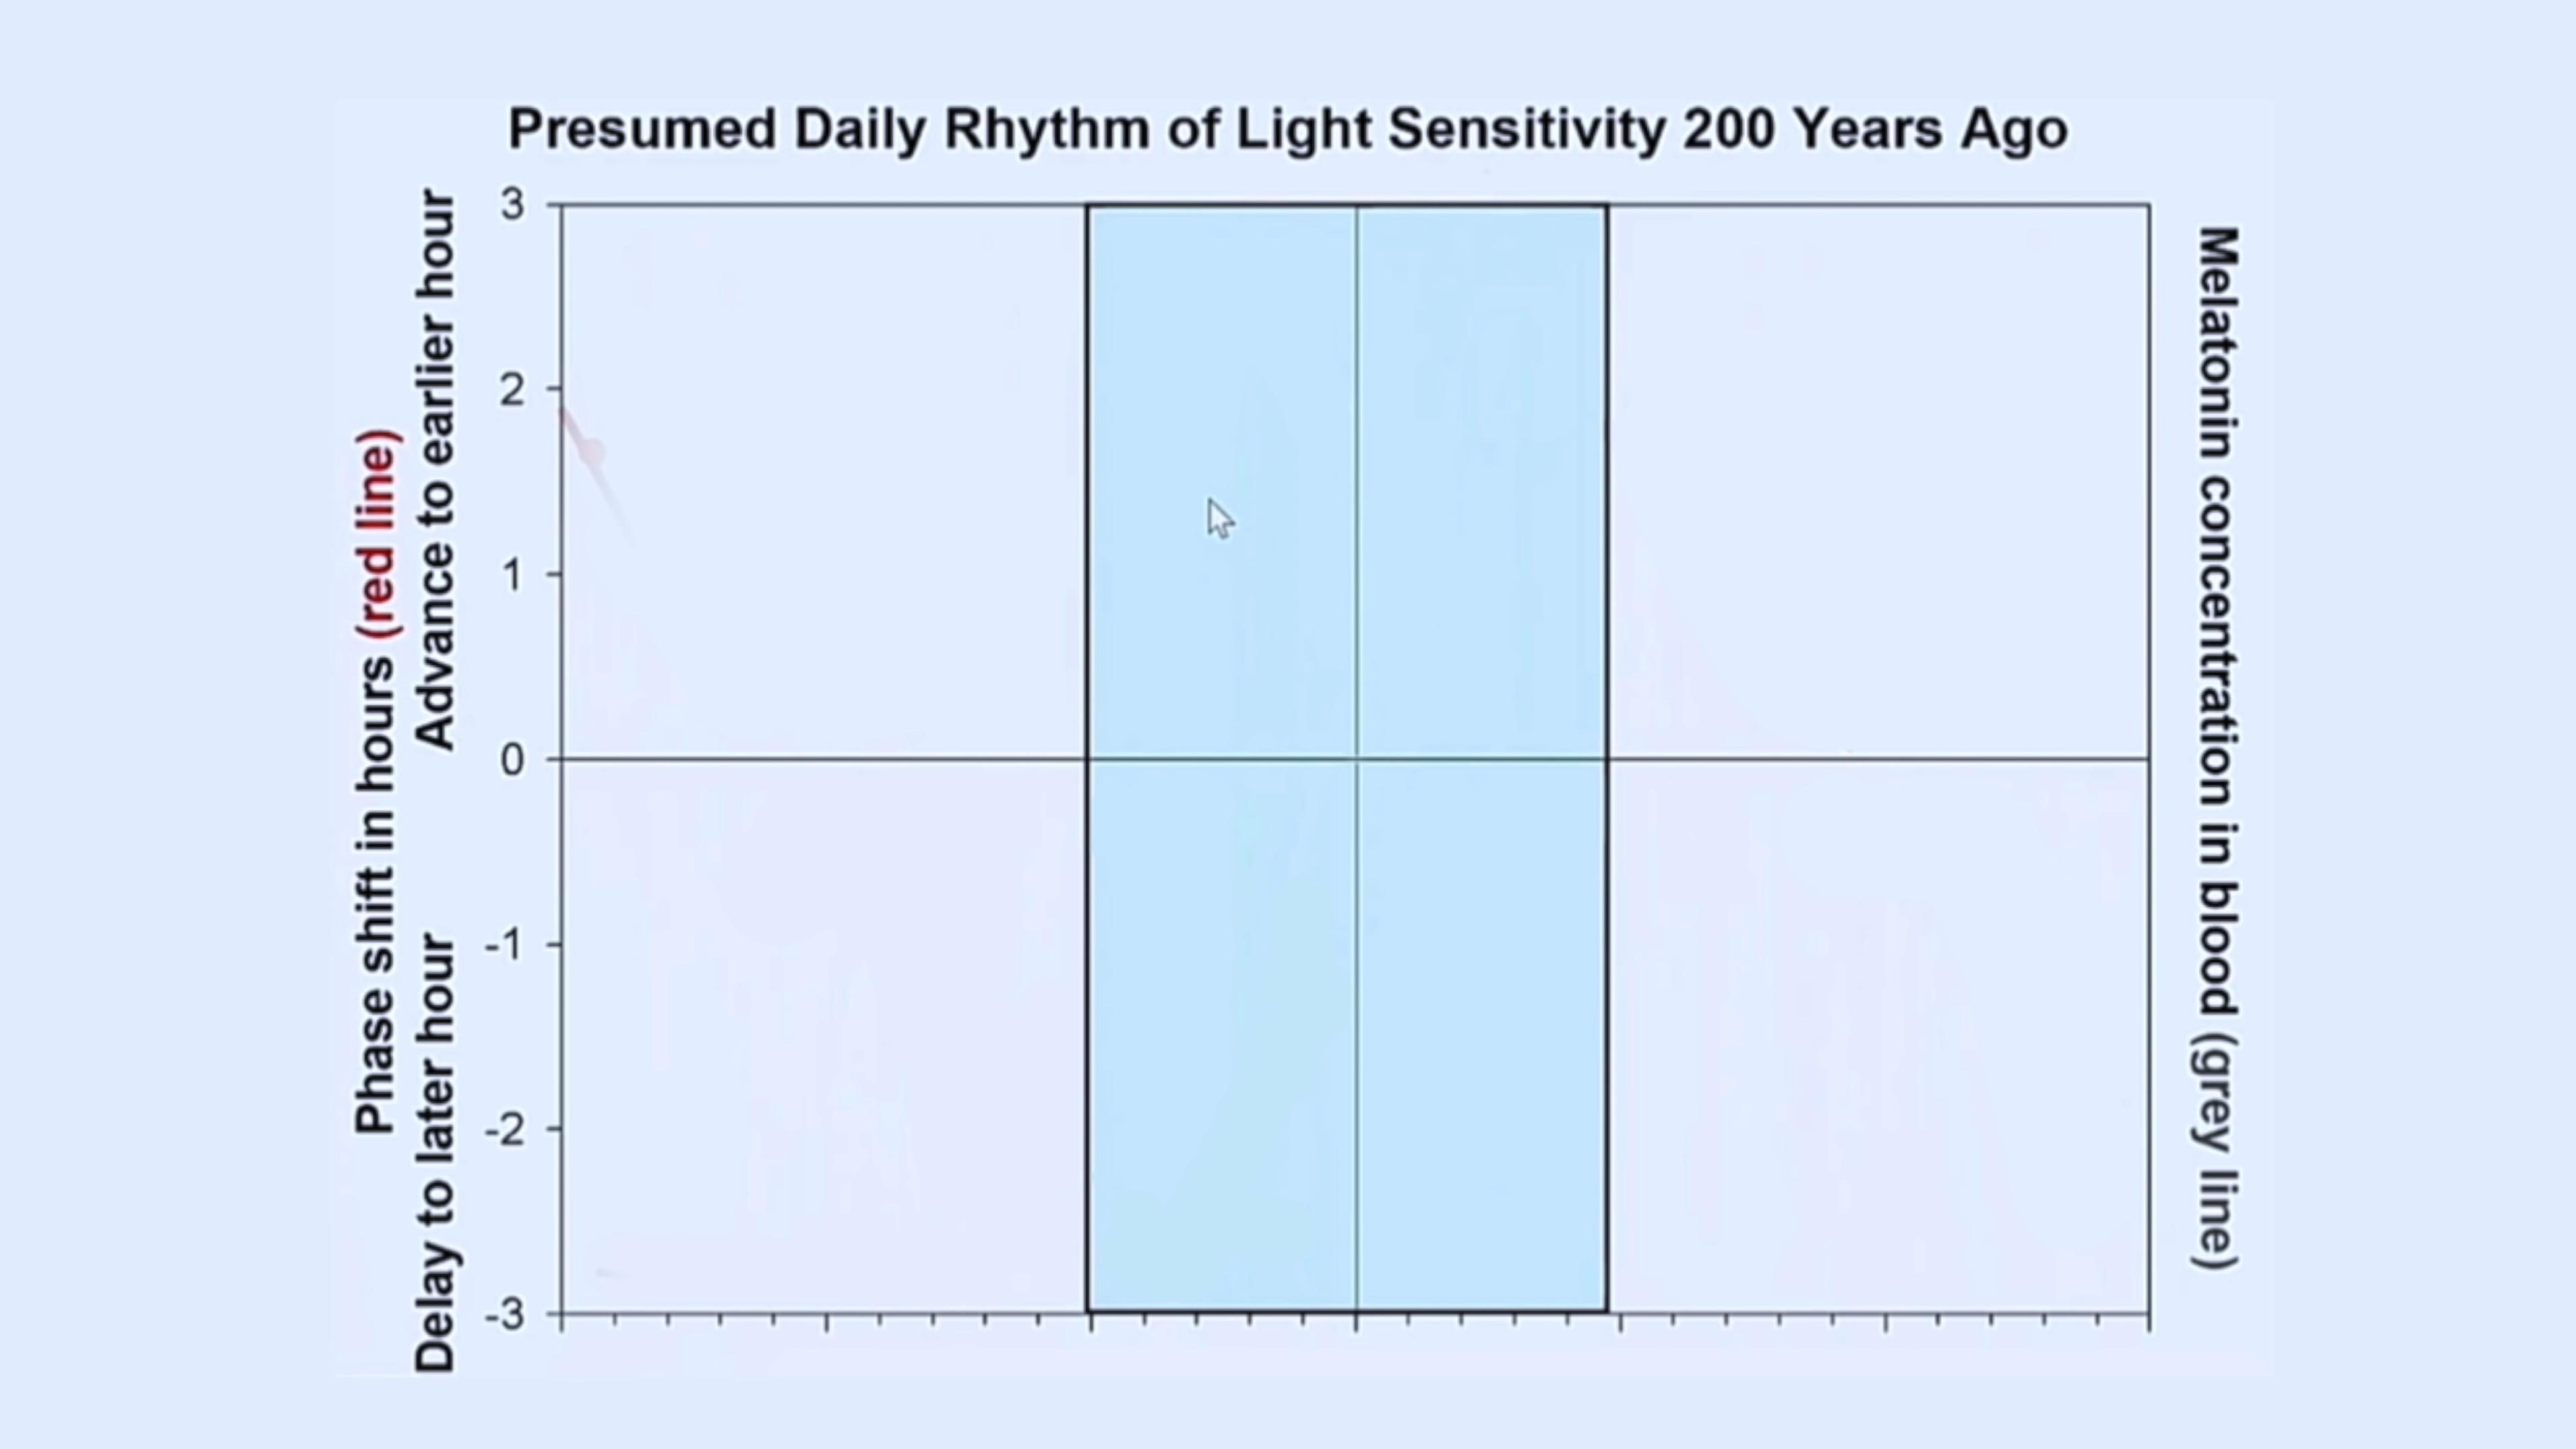 Presumed Daily Rhythm of Light Sensitivity 200 Years Ago
Phase shift in hours (red line)
Advance to earlier hour
Delay to later hour
3
2
1
0
-1
-2
-3
Melatonin concentration in blood (grey line)